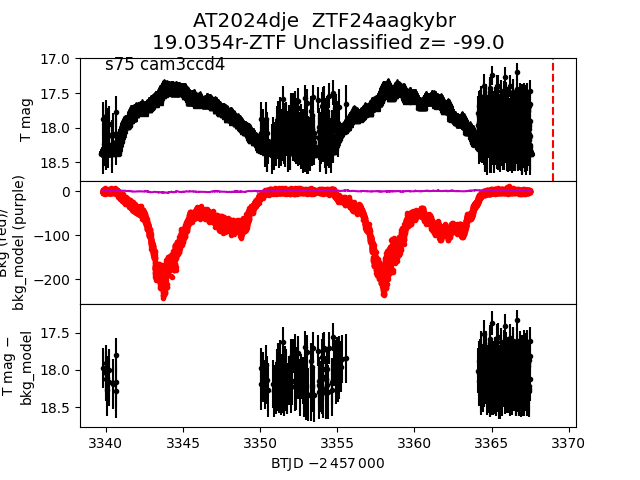 AT2024dje  ZTF24aagkybr
19.0354r-ZTF Unclassified z= -99.0
s75 cam3ccd4
17.0
17.5
18.0
18.5
T mag
0
−100
−200
Bkg (red)/
bkg_model (purple)
17.5
18.0
18.5
T mag −
bkg_model
3340
3345
3350
3355
3360
3365
3370
BTJD −2 457 000